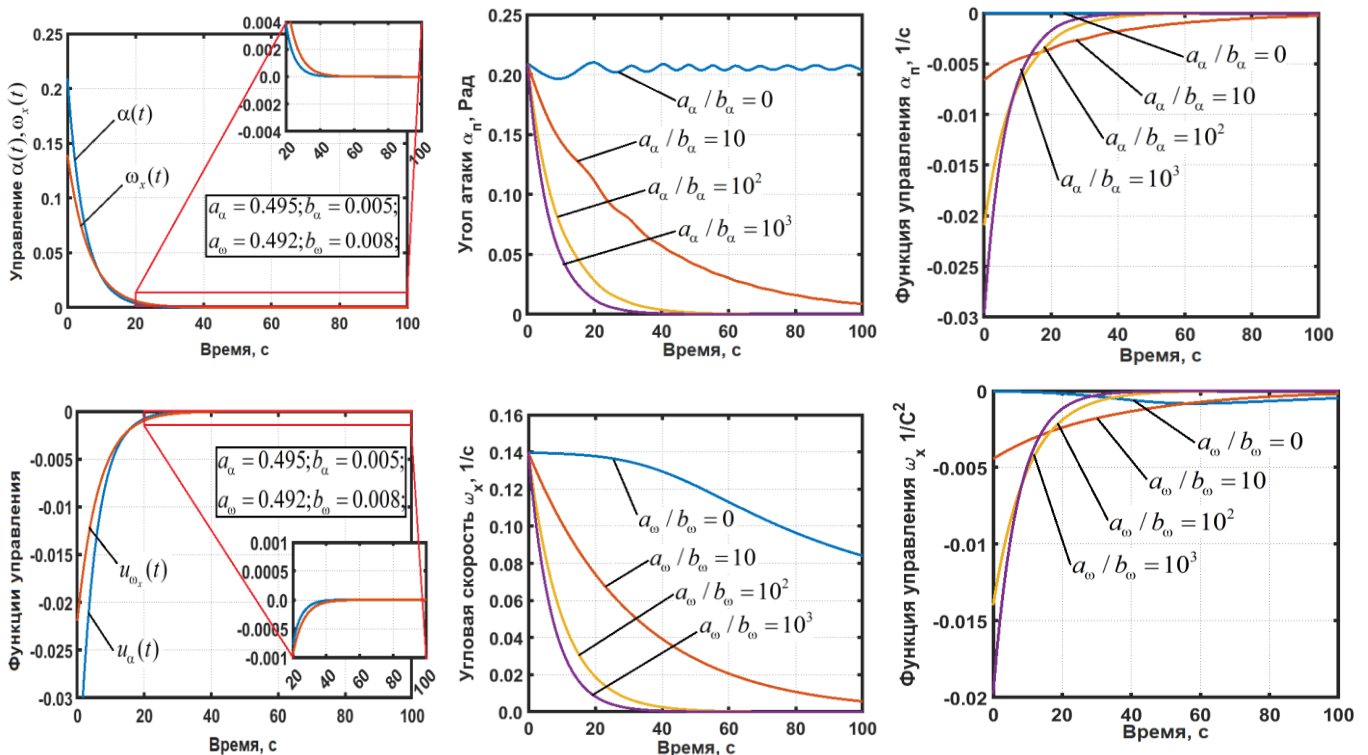 Управление α(t), ωx(t)
0.25
0.20
0.15
0.10
0.05
0
0 20 40 60 80 100
Время, с
α(t)
ωx(t)
aα = 0.495; bα = 0.005;
aω = 0.492; bω = 0.008;
0.004
0.002
0.0
-0.002
-0.004
20 40 60 80 100
Угол атаки αп, Рад
0.25
0.20
0.15
0.10
0.05
0
0 20 40 60 80 100
Время, с
aα / bα = 0
aα / bα = 10
aα / bα = 10²
aα / bα = 10³
Функция управления αп, 1/с
0
-0.005
-0.01
-0.015
-0.02
-0.025
-0.03
0 20 40 60 80 100
Время, с
aα / bα = 0
aα / bα = 10
aα / bα = 10²
aα / bα = 10³
Функции управления
0
-0.005
-0.01
-0.015
-0.02
-0.025
-0.03
0 20 40 60 80 100
Время, с
aα = 0.495; bα = 0.005;
aω = 0.492; bω = 0.008;
uωx(t)
uα(t)
0.001
0.0005
0.0
-0.0005
-0.001
20 40 60 80 100
Угловая скорость ωx, 1/с
0.16
0.14
0.12
0.1
0.08
0.06
0.04
0.02
0.0
0 20 40 60 80 100
Время, с
aω / bω = 0
aω / bω = 10
aω / bω = 10²
aω / bω = 10³
Функция управления ωx 1/С²
0
-0.005
-0.01
-0.015
-0.02
0 20 40 60 80 100
Время, с
aω / bω = 0
aω / bω = 10
aω / bω = 10²
aω / bω = 10³